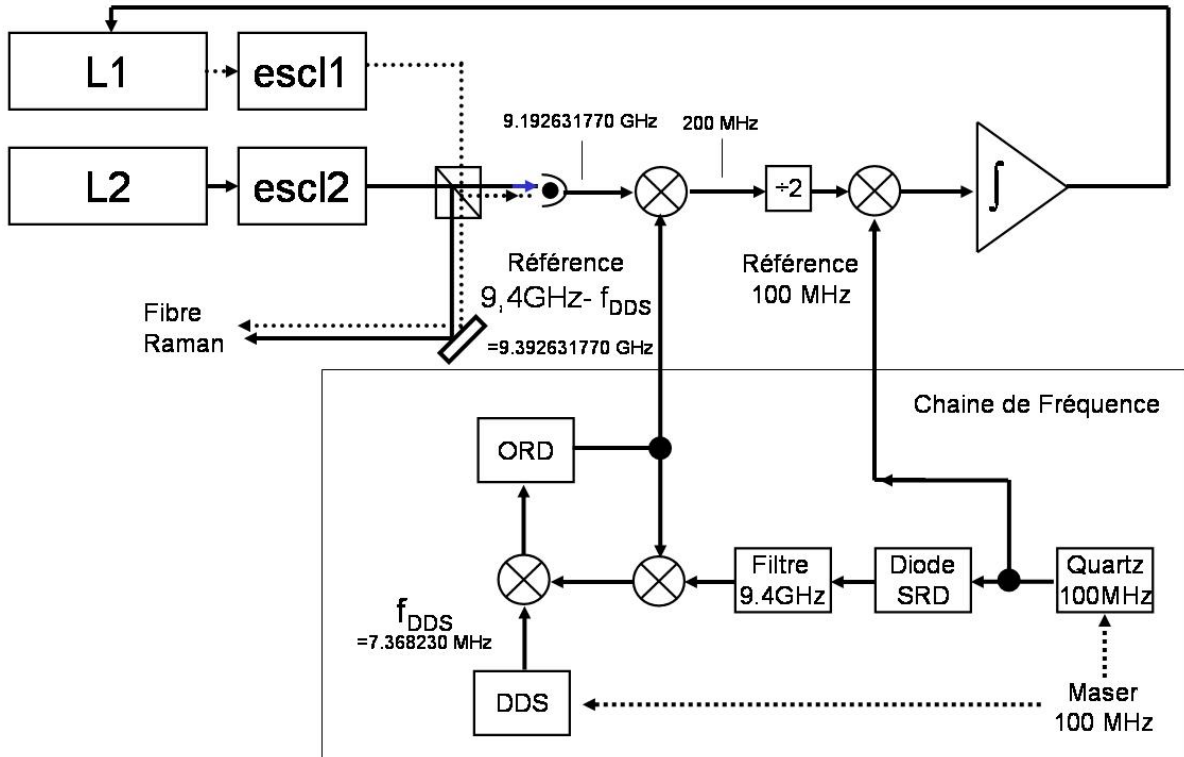 L1
escl1
L2
escl2
9.192631770 GHz
200 MHz
÷2
∫
Référence
9,4GHz- fDDS
=9.392631770 GHz
Référence
100 MHz
Fibre
Raman
Chaine de Fréquence
ORD
Filtre
9.4GHz
Diode
SRD
Quartz
100MHz
fDDS
=7.368230 MHz
DDS
Maser
100 MHz